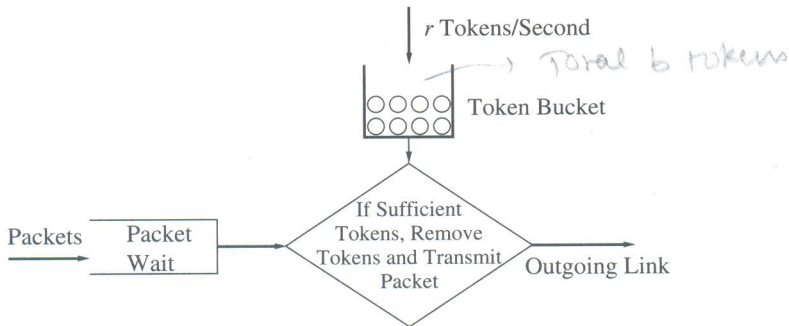 r Tokens/Second
Total b tokens
Token Bucket
If Sufficient
Tokens, Remove
Tokens and Transmit
Packet
Packets
Packet
Wait
Outgoing Link